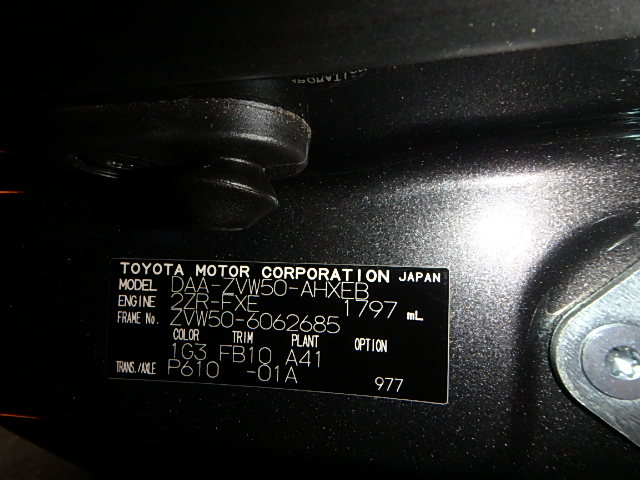 TOYOTA MOTOR CORPORATION JAPAN
MODEL DAA-ZVW50-AHXEB
ENGINE 2ZR-FXE 1797 mL
FRAME No. ZVW50-6062685
COLOR TRIM PLANT OPTION
1G3 FB10 A41
TRANS./AXLE P610 -01A 977